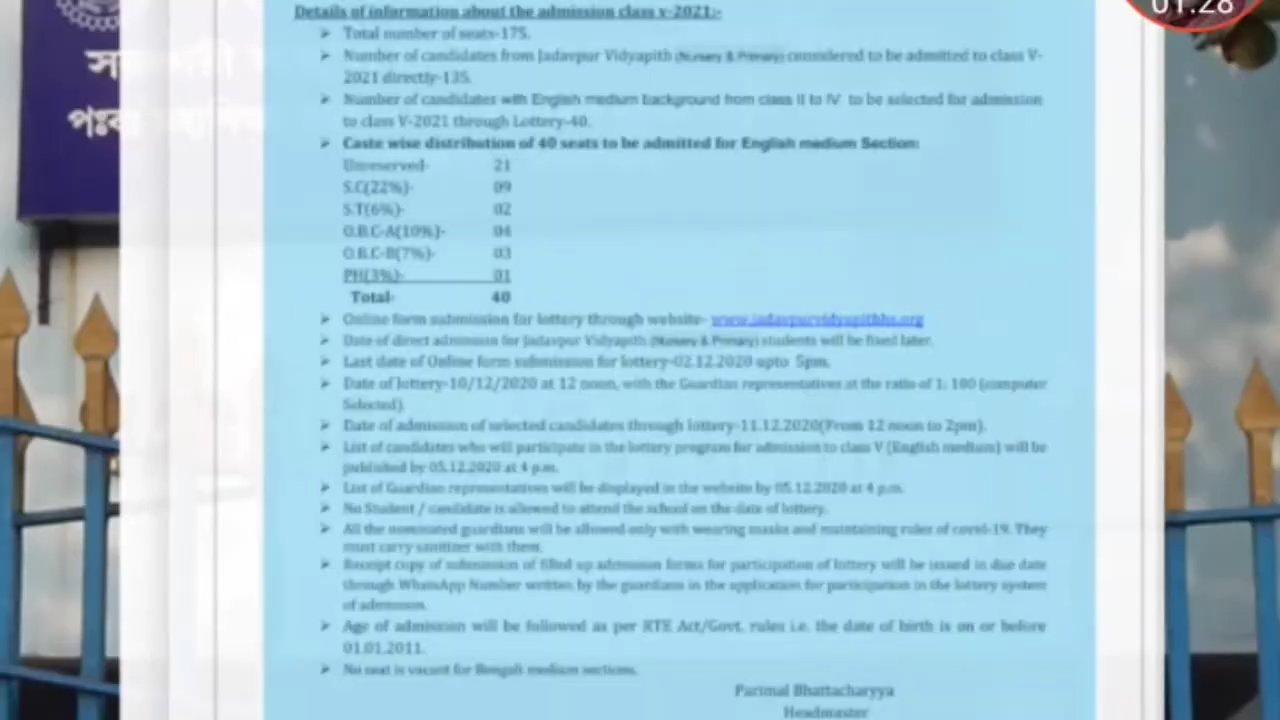 01:28
Details of information about the admission class v-2021:-
➢ Total number of seats-175.
➢ Number of candidates from Jadavpur Vidyapith (Nursery & Primary) considered to be admitted to class V-
2021 directly-135.
➢ Number of candidates with English medium background from class II to IV to be selected for admission
to class V-2021 through Lottery-40.
➢ Caste wise distribution of 40 seats to be admitted for English medium Section:
Unreserved- 21
S.C(22%)- 09
S.T(6%)- 02
O.B.C-A(10%)- 04
O.B.C-B(7%)- 03
PH(3%)- 01
Total- 40
➢ Online form submission for lottery through website- www.jadavpurvidyapithhs.org
➢ Date of direct admission for Jadavpur Vidyapith (Nursery & Primary) students will be fixed later.
➢ Last date of Online form submission for lottery-02.12.2020 upto 5pm.
➢ Date of lottery-10/12/2020 at 12 noon, with the Guardian representatives at the ratio of 1: 100 (computer
Selected).
➢ Date of admission of selected candidates through lottery-11.12.2020(From 12 noon to 2pm).
➢ List of candidates who will participate in the lottery program for admission to class V (English medium) will be
published by 05.12.2020 at 4 p.m.
➢ List of Guardian representatives will be displayed in the website by 05.12.2020 at 4 p.m.
➢ No Student / candidate is allowed to attend the school on the date of lottery.
➢ All the nominated guardians will be allowed only with wearing masks and maintaining rules of covid-19. They
must carry sanitizer with them.
➢ Receipt copy of submission of filled up admission forms for participation of lottery will be issued in due date
through WhatsApp Number written by the guardians in the application for participation in the lottery system
of admission.
➢ Age of admission will be followed as per RTE Act/Govt. rules i.e. the date of birth is on or before
01.01.2011.
➢ No seat is vacant for Bengali medium sections.
Parimal Bhattacharyya
Headmaster